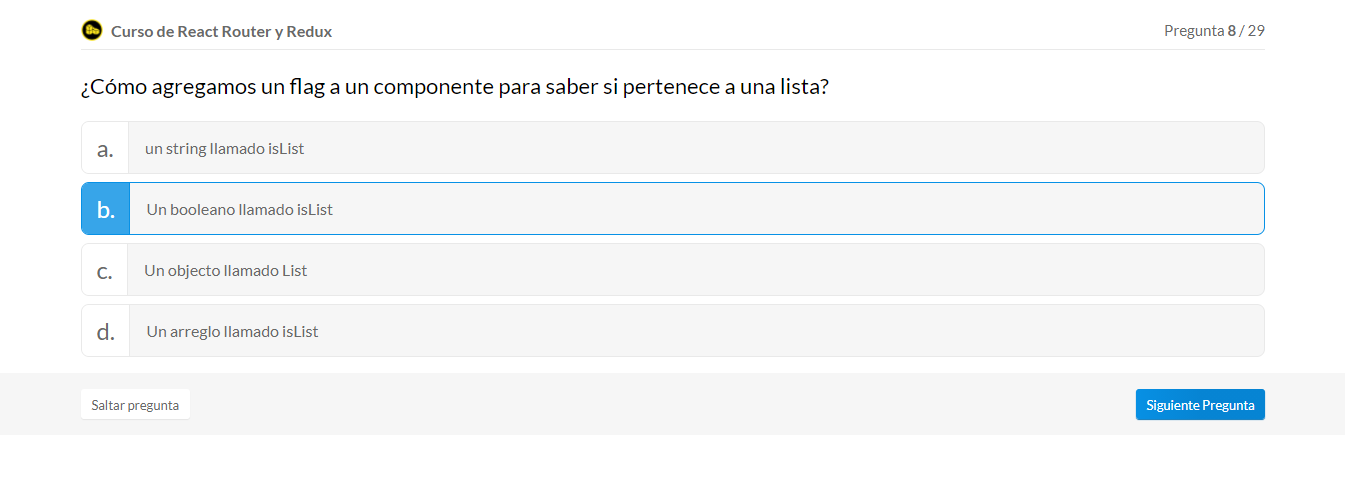 Curso de React Router y Redux
Pregunta 8 / 29
¿Cómo agregamos un flag a un componente para saber si pertenece a una lista?
a. un string llamado isList
b. Un booleano llamado isList
c. Un objecto llamado List
d. Un arreglo llamado isList
Saltar pregunta
Siguiente Pregunta